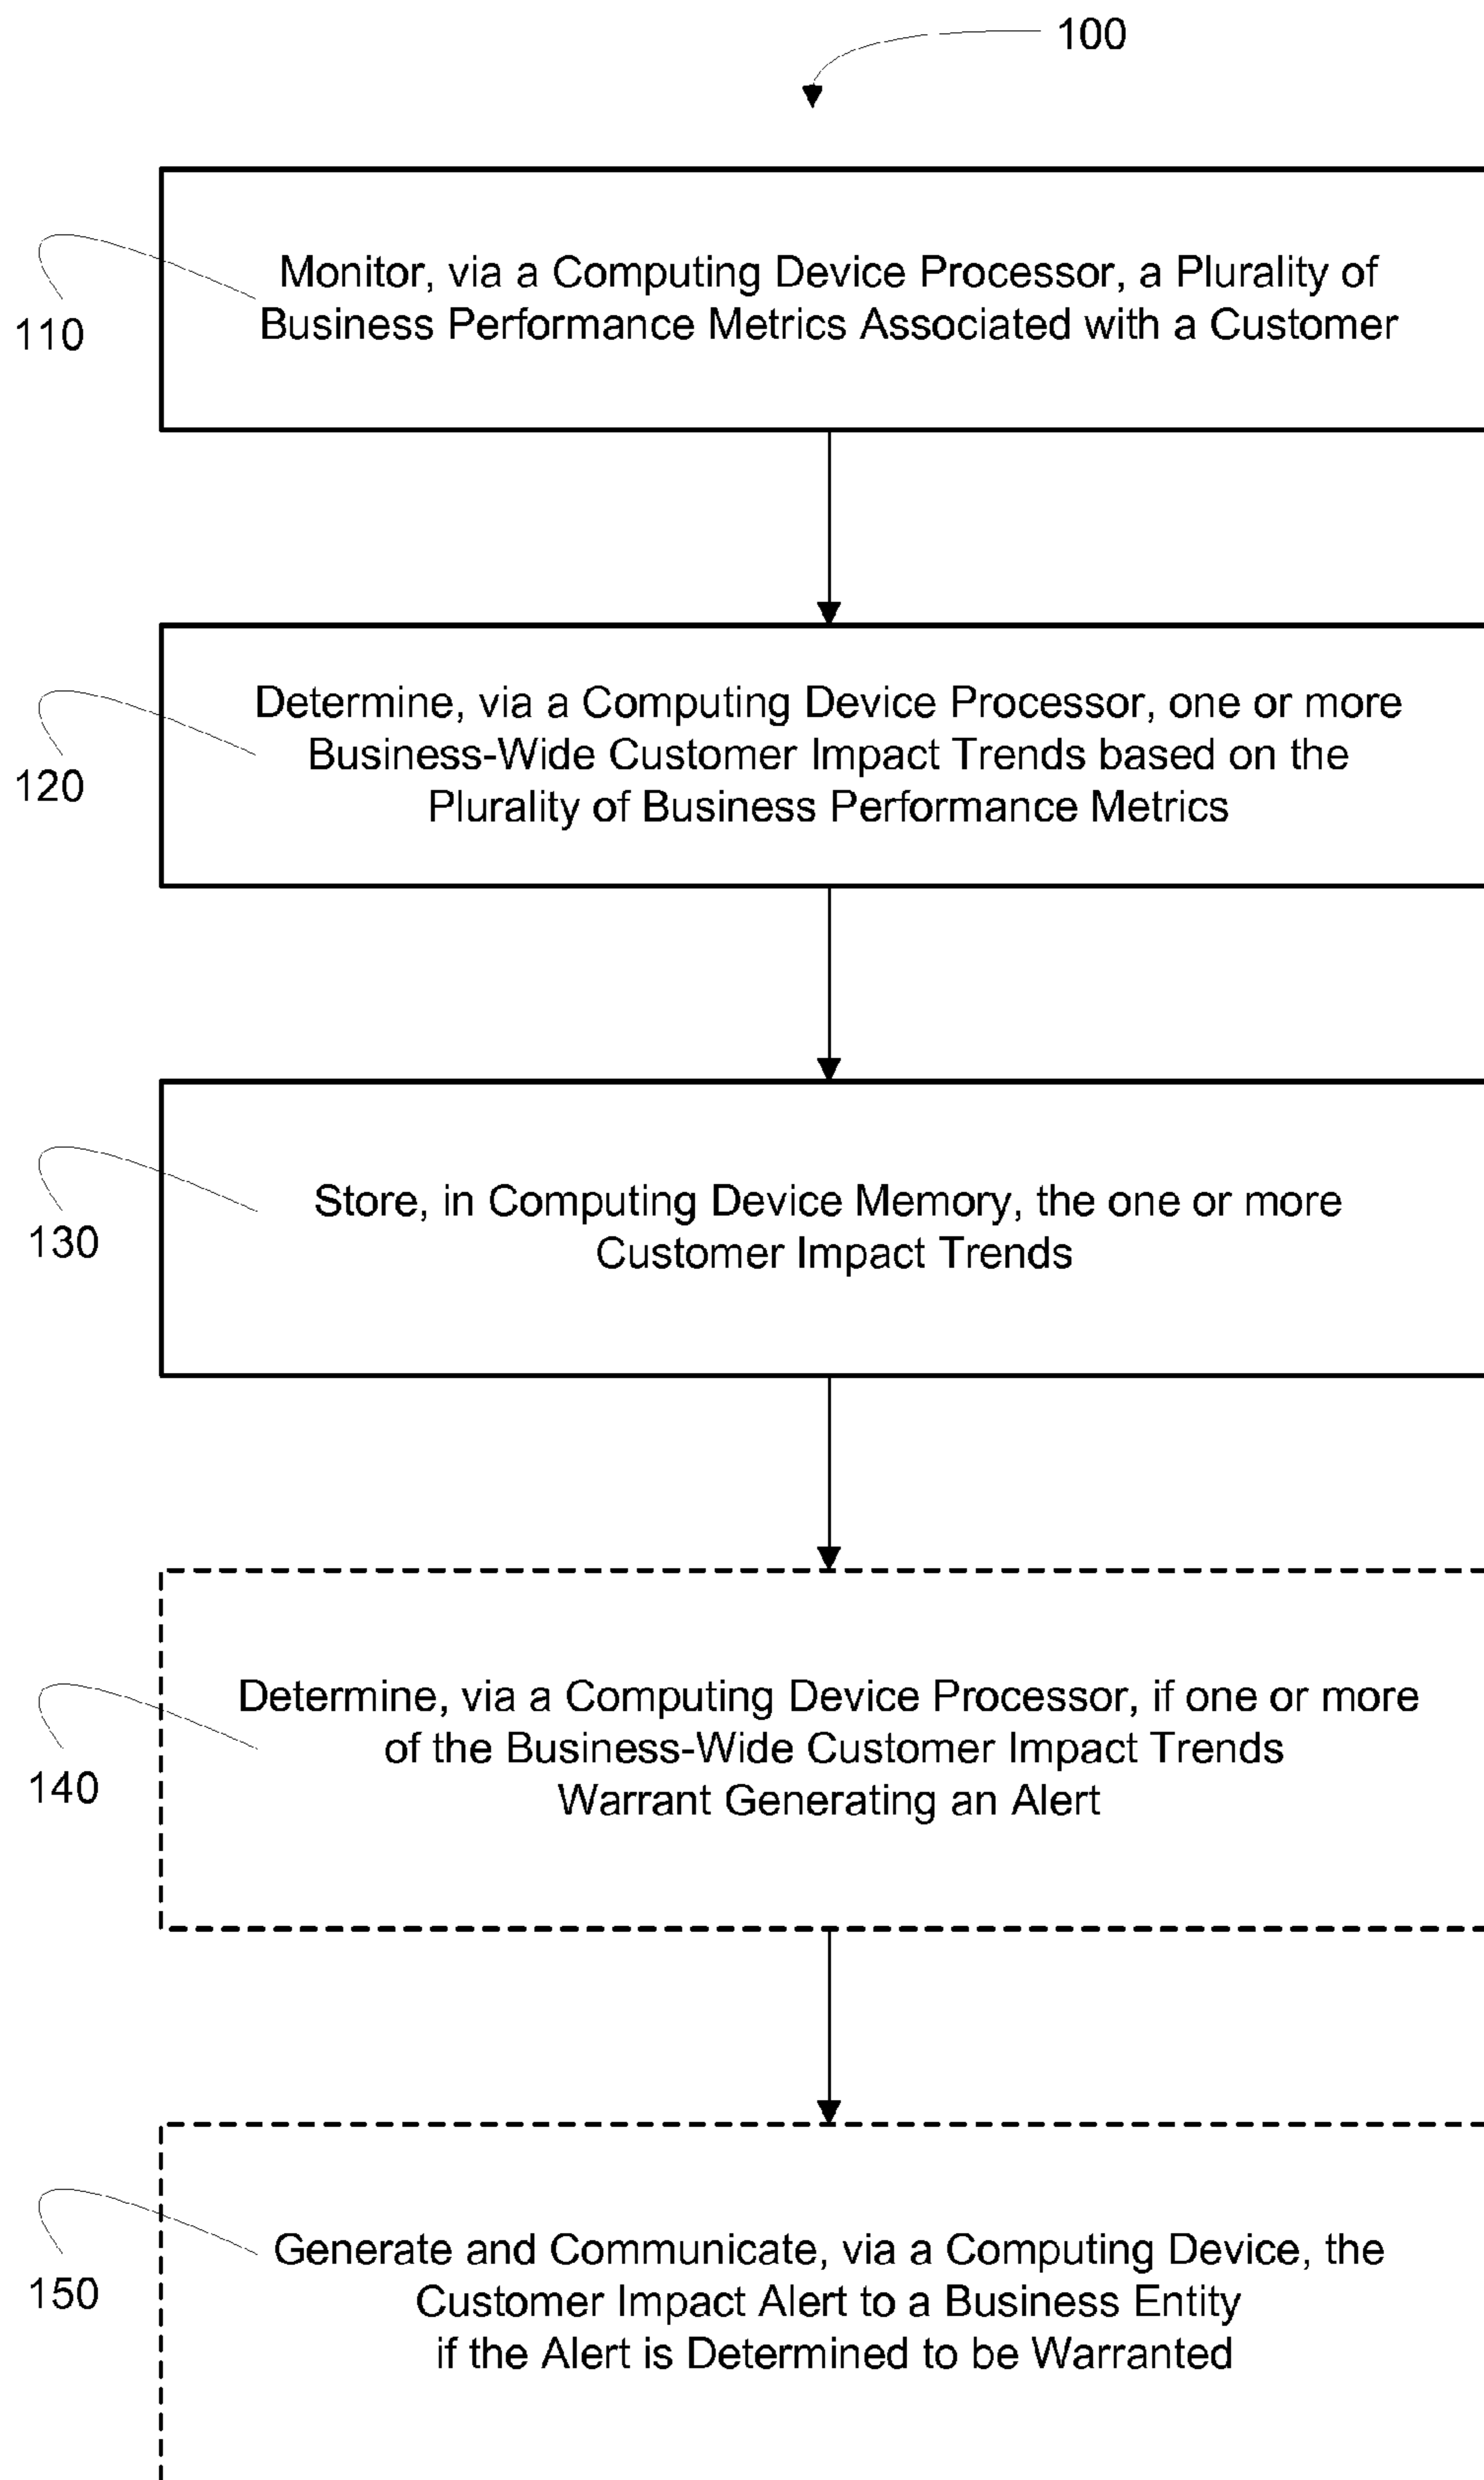 100
Monitor, via a Computing Device Processor, a Plurality of
Business Performance Metrics Associated with a Customer
110
Determine, via a Computing Device Processor, one or more
Business-Wide Customer Impact Trends based on the
Plurality of Business Performance Metrics
120
Store, in Computing Device Memory, the one or more
Customer Impact Trends
130
Determine, via a Computing Device Processor, if one or more
of the Business-Wide Customer Impact Trends
Warrant Generating an Alert
140
Generate and Communicate, via a Computing Device, the
Customer Impact Alert to a Business Entity
if the Alert is Determined to be Warranted
150